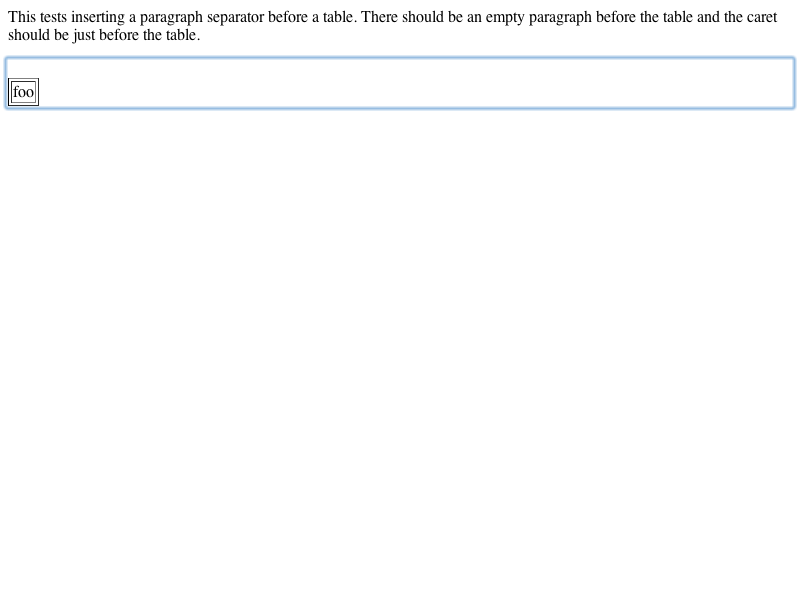 This tests inserting a paragraph separator before a table. There should be an empty paragraph before the table and the caret
should be just before the table.
foo